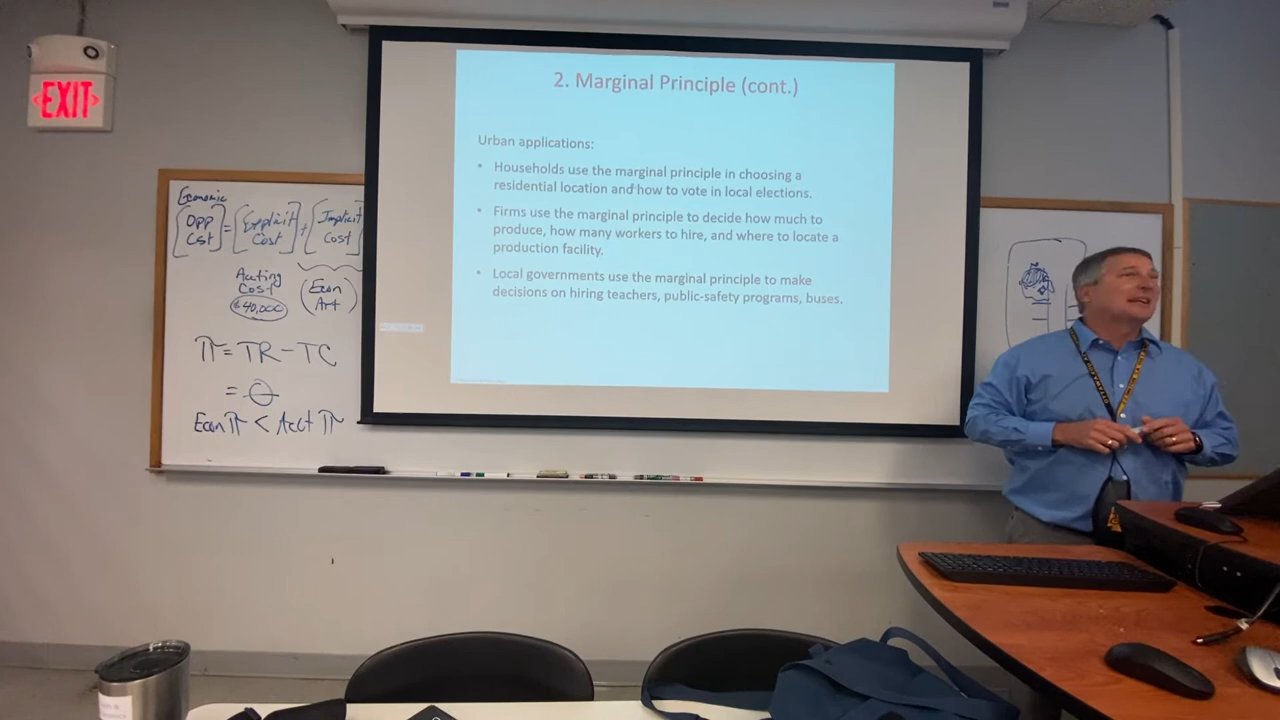 EXIT
2. Marginal Principle (cont.)
Urban applications:
• Households use the marginal principle in choosing a
residential location and how to vote in local elections.
• Firms use the marginal principle to decide how much to
produce, how many workers to hire, and where to locate a
production facility.
• Local governments use the marginal principle to make
decisions on hiring teachers, public-safety programs, buses.
Economic
[Opp Cst] = [Explicit Cost] + [Implicit Cost]
Accting
Cost
$40,000
(Econ
Art)
π = TR - TC
= θ
Econ π < Acct π